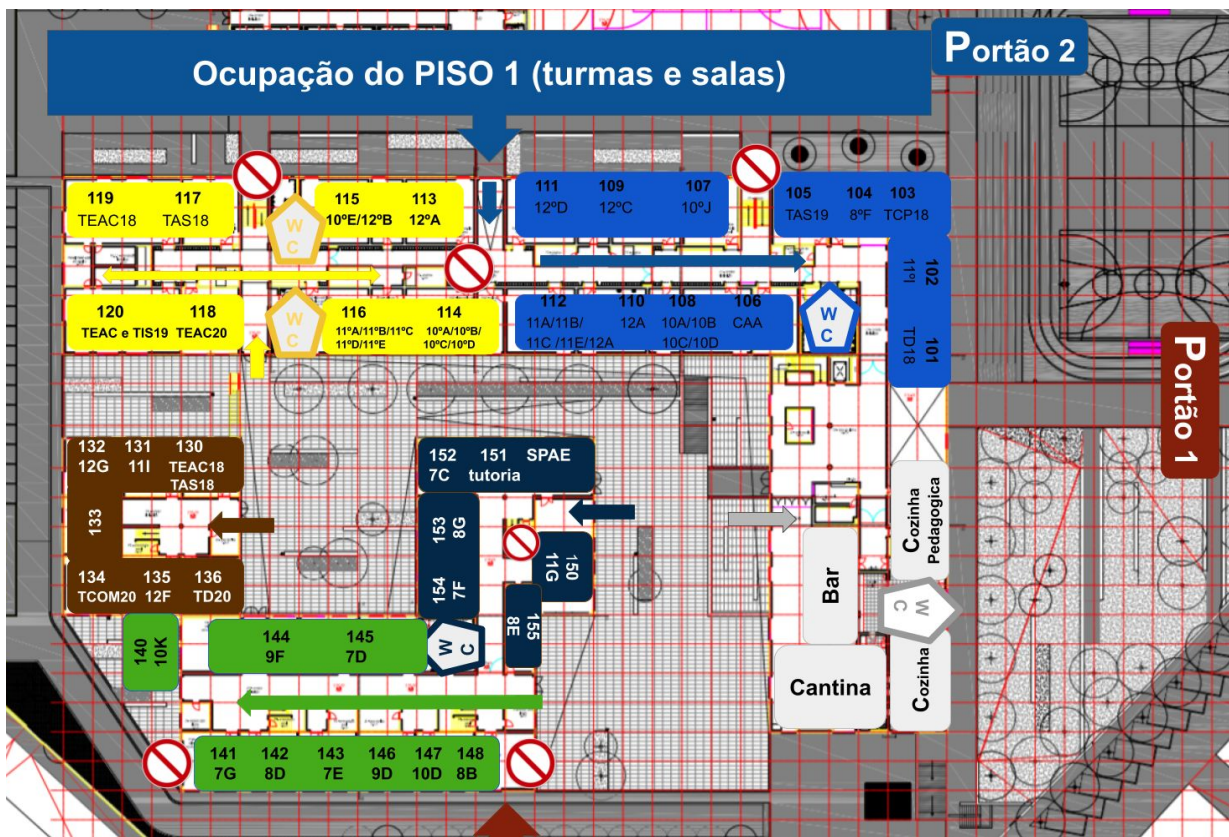 Ocupação do PISO 1 (turmas e salas)
Portão 2
119 117
TEAC18 TAS18
115 113
10ºE/12ºB 12ºA
111 109 107
12ºD 12ºC 10ºJ
105 104 103
TAS19 8ºF TCP18
102
11ºI
101
TD18
WC
120 118
TEAC e TIS19 TEAC20
WC
116 114
11ºA/11ºB/11ºC 10ºA/10ºB/
11ºD/11ºE 10ºC/10ºD
112 110 108 106
11A/11B/ 12A 10A/10B CAA
11C /11E/12A 10C/10D
WC
Portão 1
132 131 130
12G 11I TEAC18
TAS18
133
134 135 136
TCOM20 12F TD20
152 151 SPAE
7C tutoria
153
8G
154
7F
150
11G
155
8E
WC
140
10K
144 145
9F 7D
141 142 143 146 147 148
7G 8D 7E 9D 10D 8B
Cozinha
Pedagogica
Bar
WC
Cantina
Cozinha